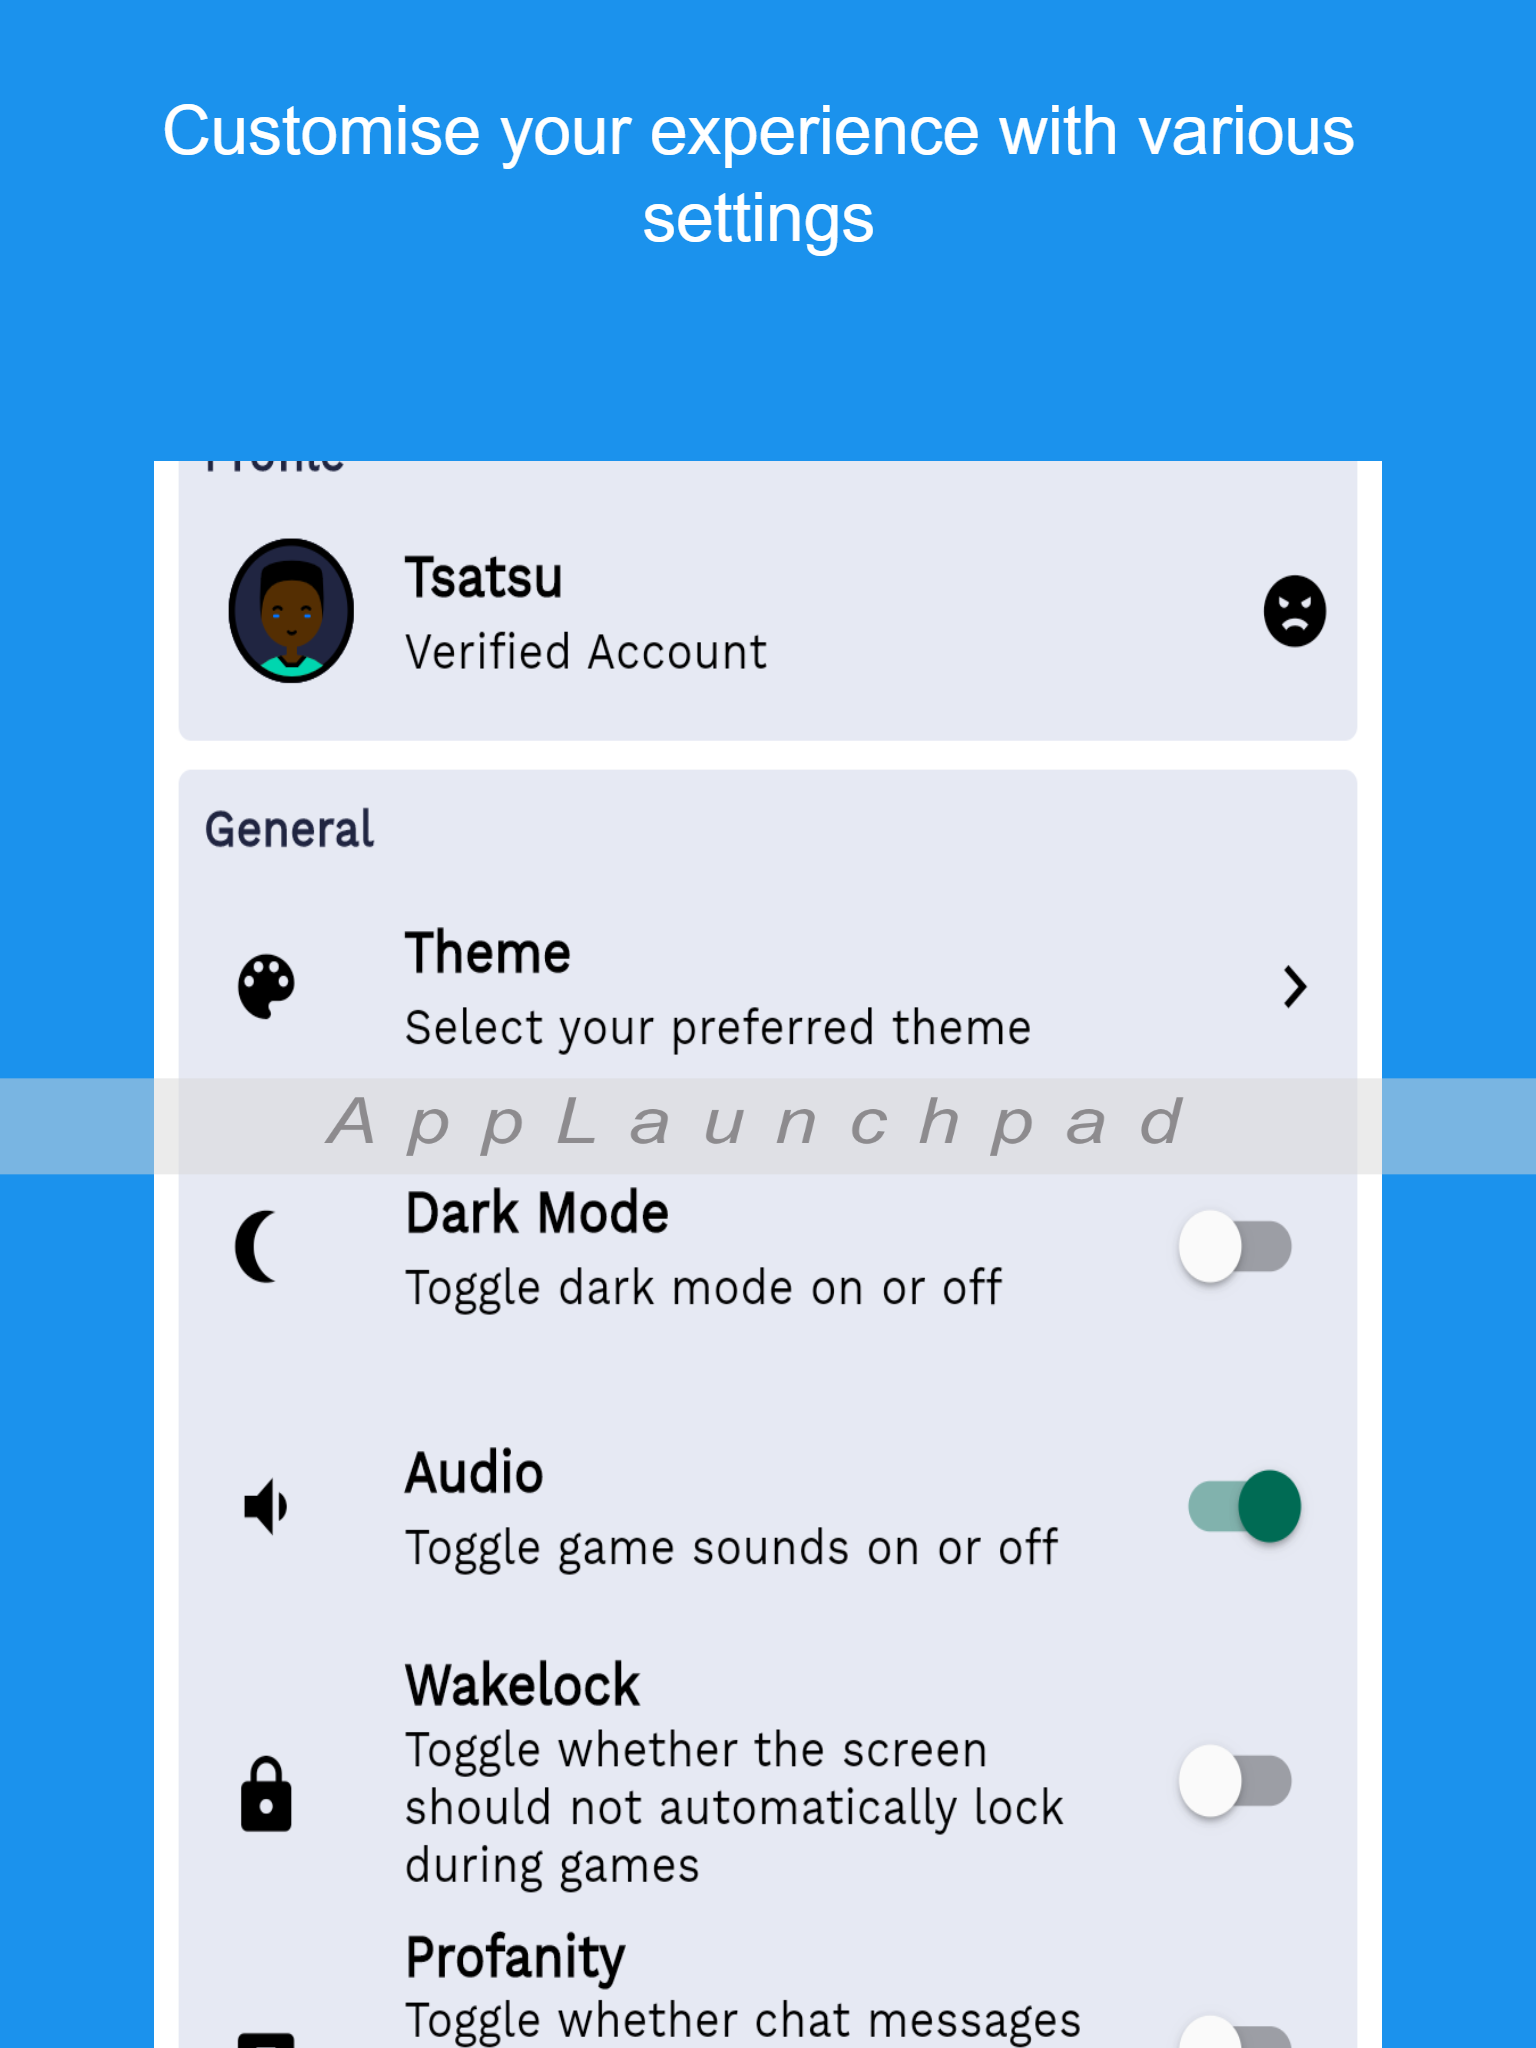 Customise your experience with various
settings
Profile
Tsatsu
Verified Account
General
Theme
Select your preferred theme
AppLaunchpad
Dark Mode
Toggle dark mode on or off
Audio
Toggle game sounds on or off
Wakelock
Toggle whether the screen
should not automatically lock
during games
Profanity
Toggle whether chat messages